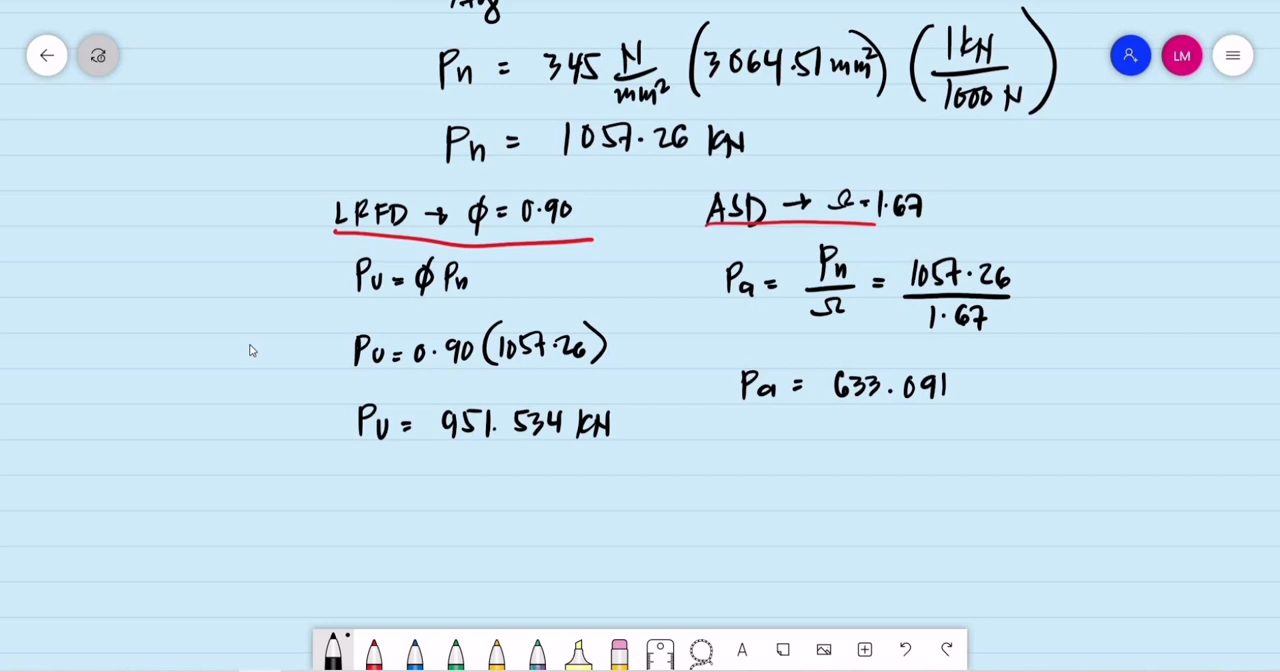 Pn = 345 N/mm² (3064.51 mm²) (1 kN/1000 N)
LM
Pn = 1057.26 kN
LRFD → ϕ = 0.90
ASD → Ω = 1.67
Pu = ϕ Pn
Pa = Pn/Ω = 1057.26/1.67
Pu = 0.90 (1057.26)
Pa = 633.091
Pu = 951.534 kN
A